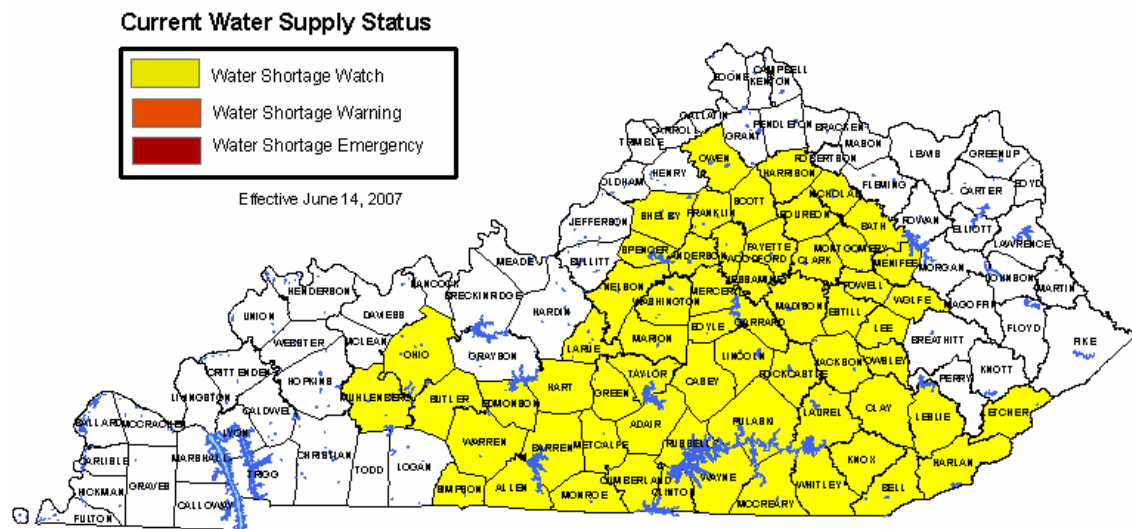 Current Water Supply Status
Water Shortage Watch
Water Shortage Warning
Water Shortage Emergency
Effective June 14, 2007
CAMPBELL
KENTON
GALLATIN
CARROLL
TRIMBLE
GRANT
PENDLETON
BRACKEN
MASON
LEWIS
GREENUP
OWEN
ROBERTSON
HENRY
HARRISON
FLEMING
CARTER
BOYD
OLDHAM
NICHOLAS
ROWAN
ELLIOTT
SHELBY
FRANKLIN
SCOTT
BOURBON
BATH
JEFFERSON
LAWRENCE
SPENCER
ANDERSON
WOODFORD
FAYETTE
CLARK
MONTGOMERY
MENIFEE
MORGAN
JOHNSON
MARTIN
MEADE
BULLITT
NELSON
WASHINGTON
MERCER
MADISON
POWELL
WOLFE
MAGOFFIN
HENDERSON
HANCOCK
BRECKINRIDGE
HARDIN
ESTILL
LEE
FLOYD
UNION
DAVIESS
MARION
BOYLE
GARRARD
BREATHITT
PIKE
WEBSTER
MCLEAN
OHIO
GRAYSON
LARUE
LINCOLN
JACKSON
OWSLEY
KNOTT
PERRY
CRITTENDEN
HOPKINS
MUHLENBERG
BUTLER
EDMONSON
HART
GREEN
TAYLOR
CASEY
ROCKCASTLE
LAUREL
CLAY
LESLIE
LETCHER
LIVINGSTON
CALDWELL
LYON
BALLARD
MCCRACKEN
WARREN
BARREN
METCALFE
ADAIR
RUSSELL
PULASKI
KNOX
HARLAN
CARLISLE
MARSHALL
TRIGG
CHRISTIAN
TODD
LOGAN
SIMPSON
ALLEN
MONROE
CUMBERLAND
CLINTON
WAYNE
MCCREARY
WHITLEY
BELL
HICKMAN
GRAVES
CALLOWAY
FULTON